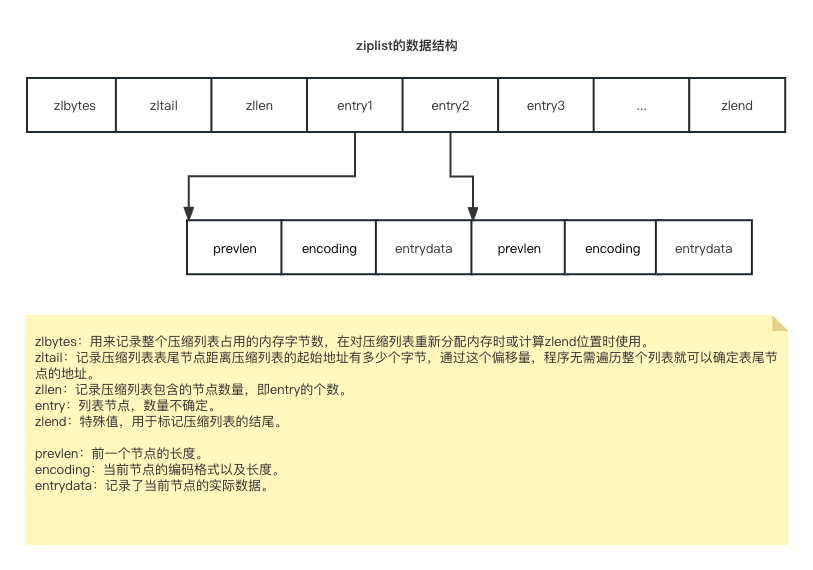 ziplist的数据结构
zlbytes zltail zllen entry1 entry2 entry3 ... zlend
prevlen encoding entrydata prevlen encoding entrydata
zlbytes：用来记录整个压缩列表占用的内存字节数，在对压缩列表重新分配内存时或计算zlend位置时使用。
zltail：记录压缩列表表尾节点距离压缩列表的起始地址有多少个字节，通过这个偏移量，程序无需遍历整个列表就可以确定表尾节
点的地址。
zllen：记录压缩列表包含的节点数量，即entry的个数。
entry：列表节点，数量不确定。
zlend：特殊值，用于标记压缩列表的结尾。
prevlen：前一个节点的长度。
encoding：当前节点的编码格式以及长度。
entrydata：记录了当前节点的实际数据。